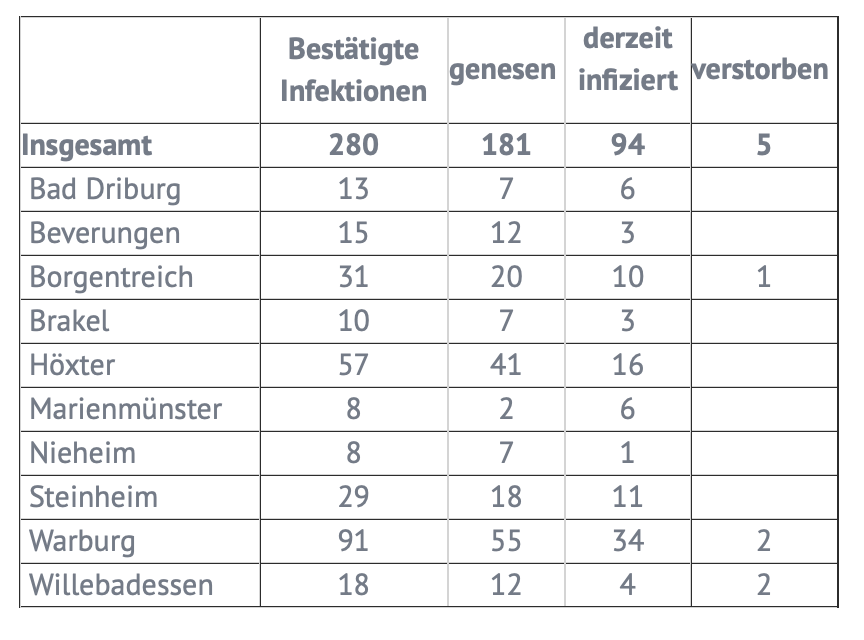 Bestätigte Infektionen genesen derzeit infiziert verstorben
Insgesamt 280 181 94 5
Bad Driburg 13 7 6
Beverungen 15 12 3
Borgentreich 31 20 10 1
Brakel 10 7 3
Höxter 57 41 16
Marienmünster 8 2 6
Nieheim 8 7 1
Steinheim 29 18 11
Warburg 91 55 34 2
Willebadessen 18 12 4 2